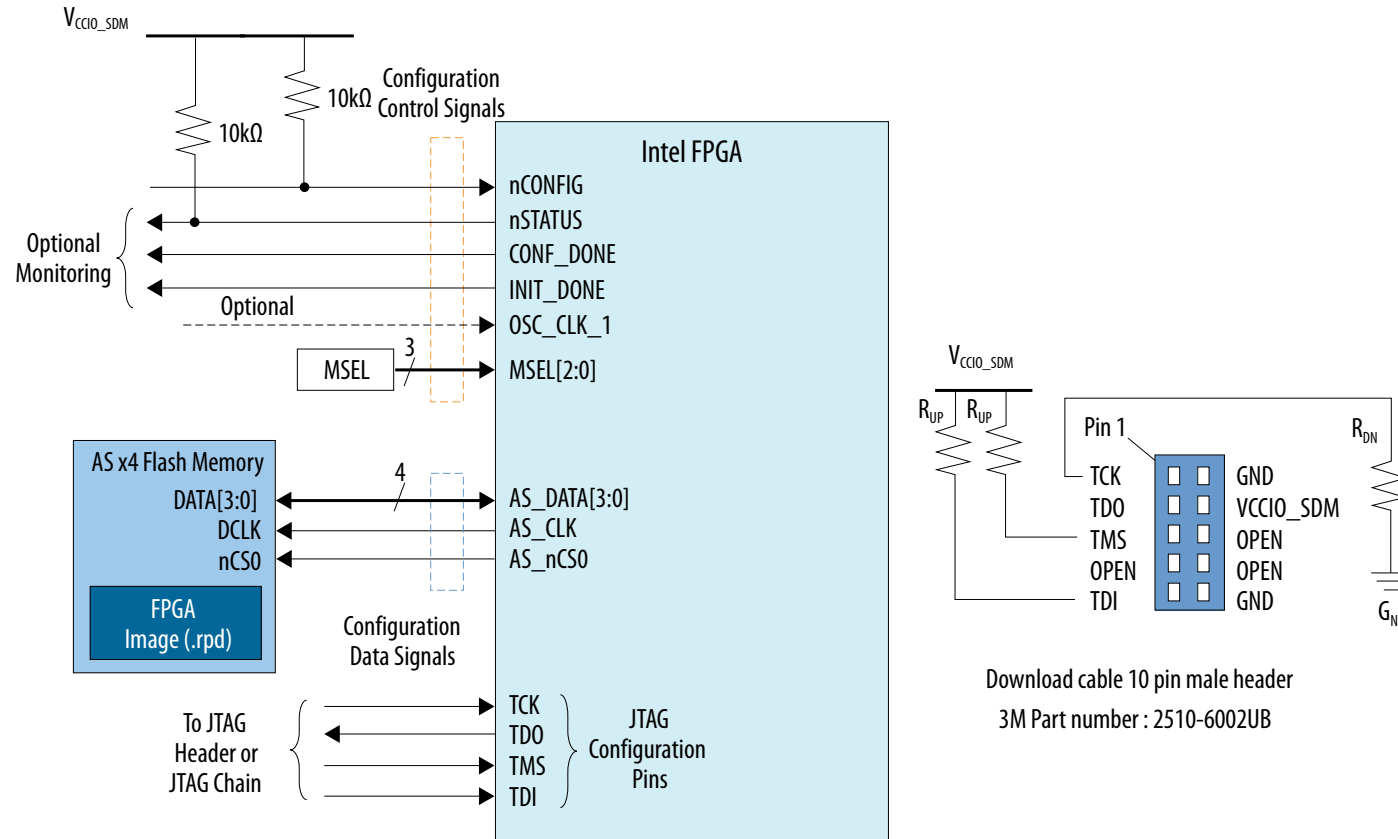 VCCIO_SDM
10kΩ
10kΩ
Configuration
Control Signals
Intel FPGA
nCONFIG
nSTATUS
CONF_DONE
INIT_DONE
OSC_CLK_1
MSEL[2:0]
Optional
Monitoring
Optional
MSEL
3
AS x4 Flash Memory
DATA[3:0]
DCLK
nCS0
FPGA
Image (.rpd)
4
AS_DATA[3:0]
AS_CLK
AS_nCS0
Configuration
Data Signals
To JTAG
Header or
JTAG Chain
TCK
TDO
TMS
TDI
JTAG
Configuration
Pins
VCCIO_SDM
RUP
RUP
Pin 1
RDN
TCK
TDO
TMS
OPEN
TDI
GND
VCCIO_SDM
OPEN
OPEN
GND
GN
Download cable 10 pin male header
3M Part number : 2510-6002UB